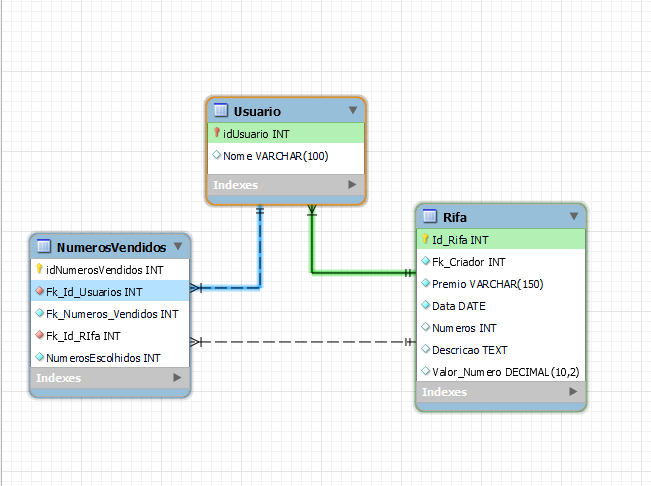 Usuario
idUsuario INT
Nome VARCHAR(100)
Indexes
NumerosVendidos
idNumerosVendidos INT
Fk_Id_Usuarios INT
Fk_Numeros_Vendidos INT
Fk_Id_RIfa INT
NumerosEscolhidos INT
Indexes
Rifa
Id_Rifa INT
Fk_Criador INT
Premio VARCHAR(150)
Data DATE
Numeros INT
Descricao TEXT
Valor_Numero DECIMAL(10,2)
Indexes